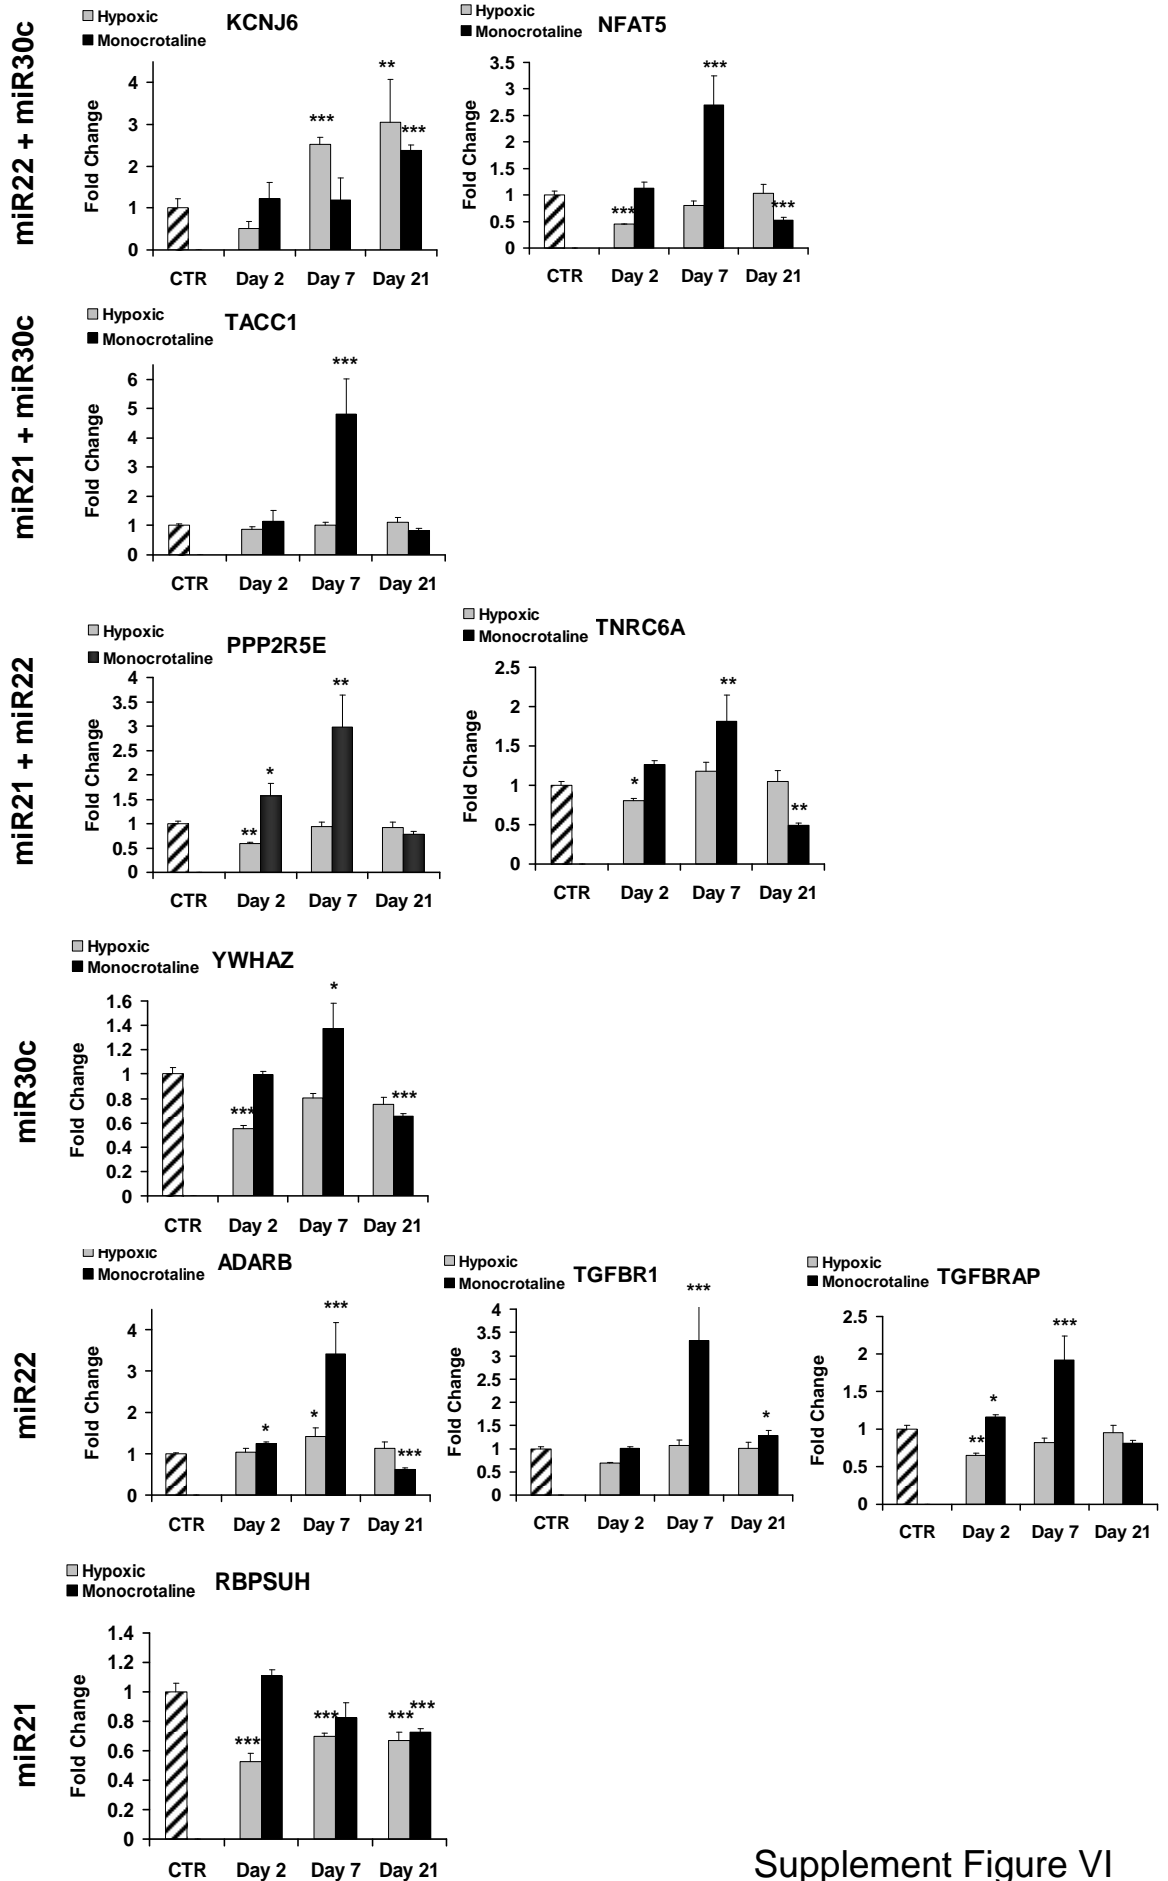 miR22 + miR30c
Hypoxic
Monocrotaline
KCNJ6
Fold Change
4
3
2
1
0
**
***
***
CTR Day 2 Day 7 Day 21
Hypoxic
Monocrotaline
NFAT5
Fold Change
3.5
3
2.5
2
1.5
1
0.5
0
***
***
***
CTR Day 2 Day 7 Day 21
miR21 + miR30c
Hypoxic
Monocrotaline
TACC1
Fold Change
6
5
4
3
2
1
0
***
CTR Day 2 Day 7 Day 21
miR21 + miR22
Hypoxic
Monocrotaline
PPP2R5E
Fold Change
4
3.5
3
2.5
2
1.5
1
0.5
0
**
*
**
CTR Day 2 Day 7 Day 21
Hypoxic
Monocrotaline
TNRC6A
Fold Change
2.5
2
1.5
1
0.5
0
**
*
**
CTR Day 2 Day 7 Day 21
miR30c
Hypoxic
Monocrotaline
YWHAZ
Fold Change
1.6
1.4
1.2
1
0.8
0.6
0.4
0.2
0
*
***
***
CTR Day 2 Day 7 Day 21
miR22
Hypoxic
Monocrotaline
ADARB
Fold Change
4
3
2
1
0
***
*
*
***
CTR Day 2 Day 7 Day 21
Hypoxic
Monocrotaline
TGFBR1
Fold Change
4
3.5
3
2.5
2
1.5
1
0.5
0
***
*
CTR Day 2 Day 7 Day 21
Hypoxic
Monocrotaline
TGFBRAP
Fold Change
2.5
2
1.5
1
0.5
0
***
*
**
CTR Day 2 Day 7 Day 21
miR21
Hypoxic
Monocrotaline
RBPSUH
Fold Change
1.4
1.2
1
0.8
0.6
0.4
0.2
0
***
***
***
***
CTR Day 2 Day 7 Day 21
Supplement Figure VI